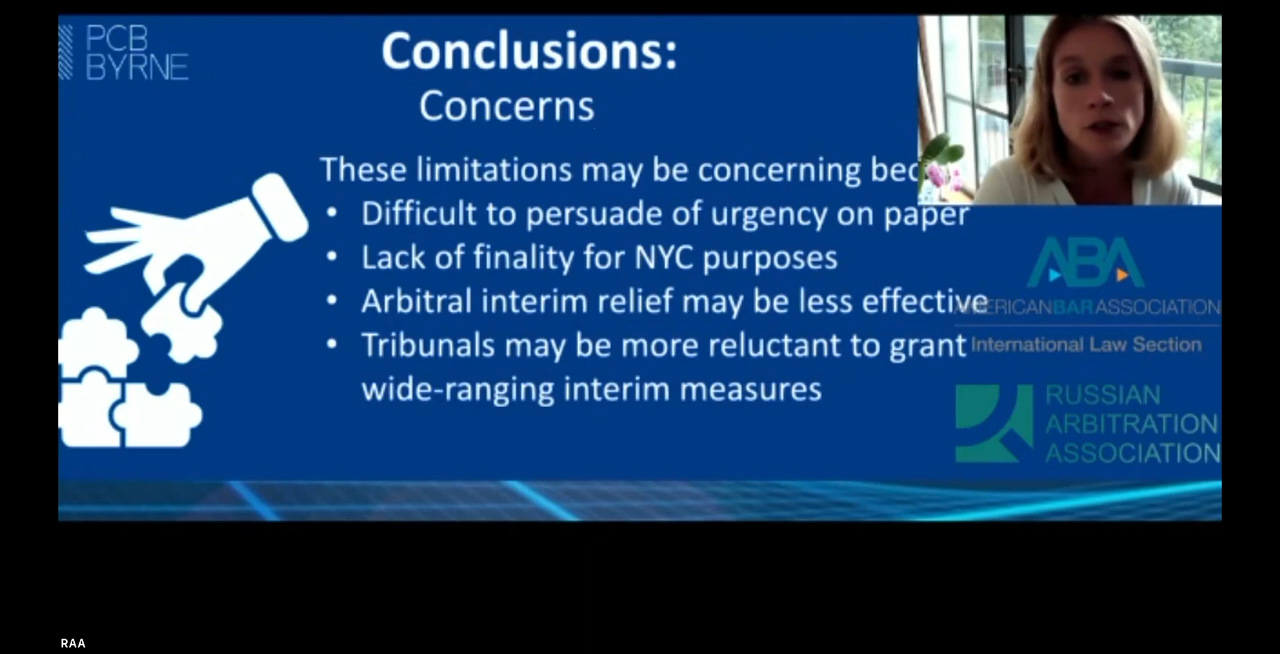 PCB
BYRNE
Conclusions:
Concerns
These limitations may be concerning
• Difficult to persuade of urgency on paper
• Lack of finality for NYC purposes
• Arbitral interim relief may be less effective
• Tribunals may be more reluctant to grant
wide-ranging interim measures
ABA
AMERICANBARASSOCIATION
International Law Section
RUSSIAN
ARBITRATION
ASSOCIATION
RAA